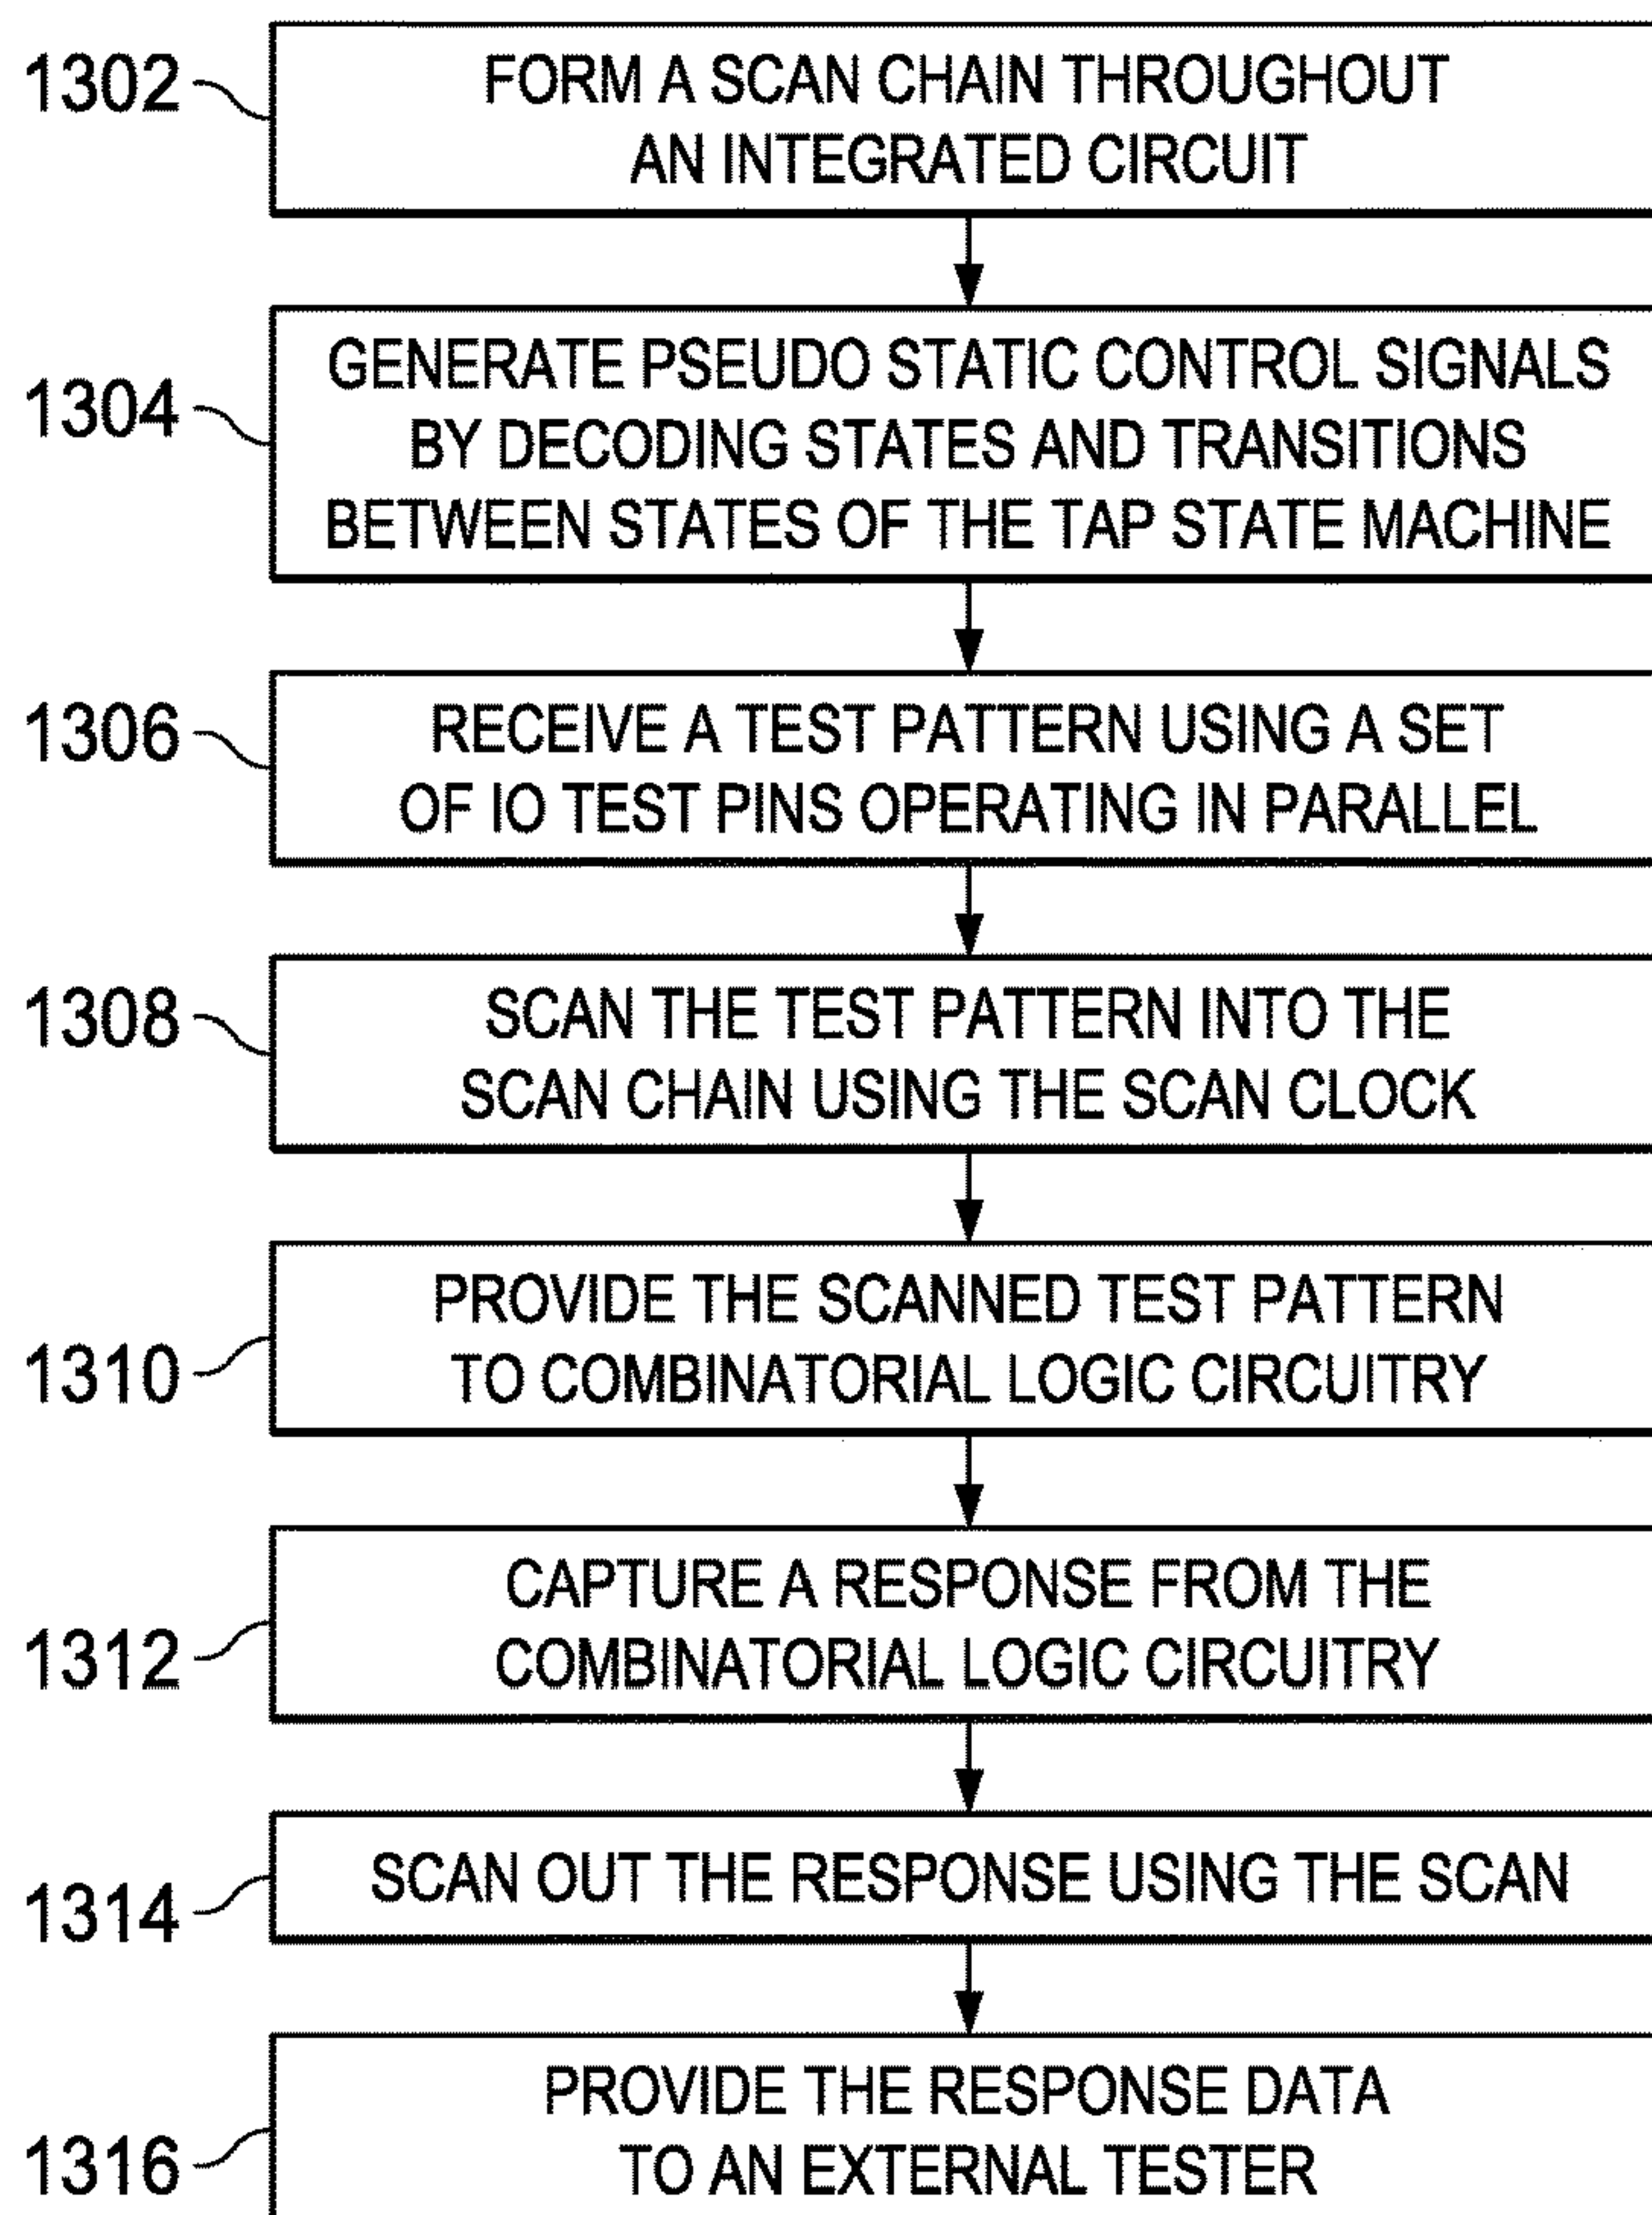 1302
FORM A SCAN CHAIN THROUGHOUT
AN INTEGRATED CIRCUIT
1304
GENERATE PSEUDO STATIC CONTROL SIGNALS
BY DECODING STATES AND TRANSITIONS
BETWEEN STATES OF THE TAP STATE MACHINE
1306
RECEIVE A TEST PATTERN USING A SET
OF IO TEST PINS OPERATING IN PARALLEL
1308
SCAN THE TEST PATTERN INTO THE
SCAN CHAIN USING THE SCAN CLOCK
1310
PROVIDE THE SCANNED TEST PATTERN
TO COMBINATORIAL LOGIC CIRCUITRY
1312
CAPTURE A RESPONSE FROM THE
COMBINATORIAL LOGIC CIRCUITRY
1314
SCAN OUT THE RESPONSE USING THE SCAN
1316
PROVIDE THE RESPONSE DATA
TO AN EXTERNAL TESTER